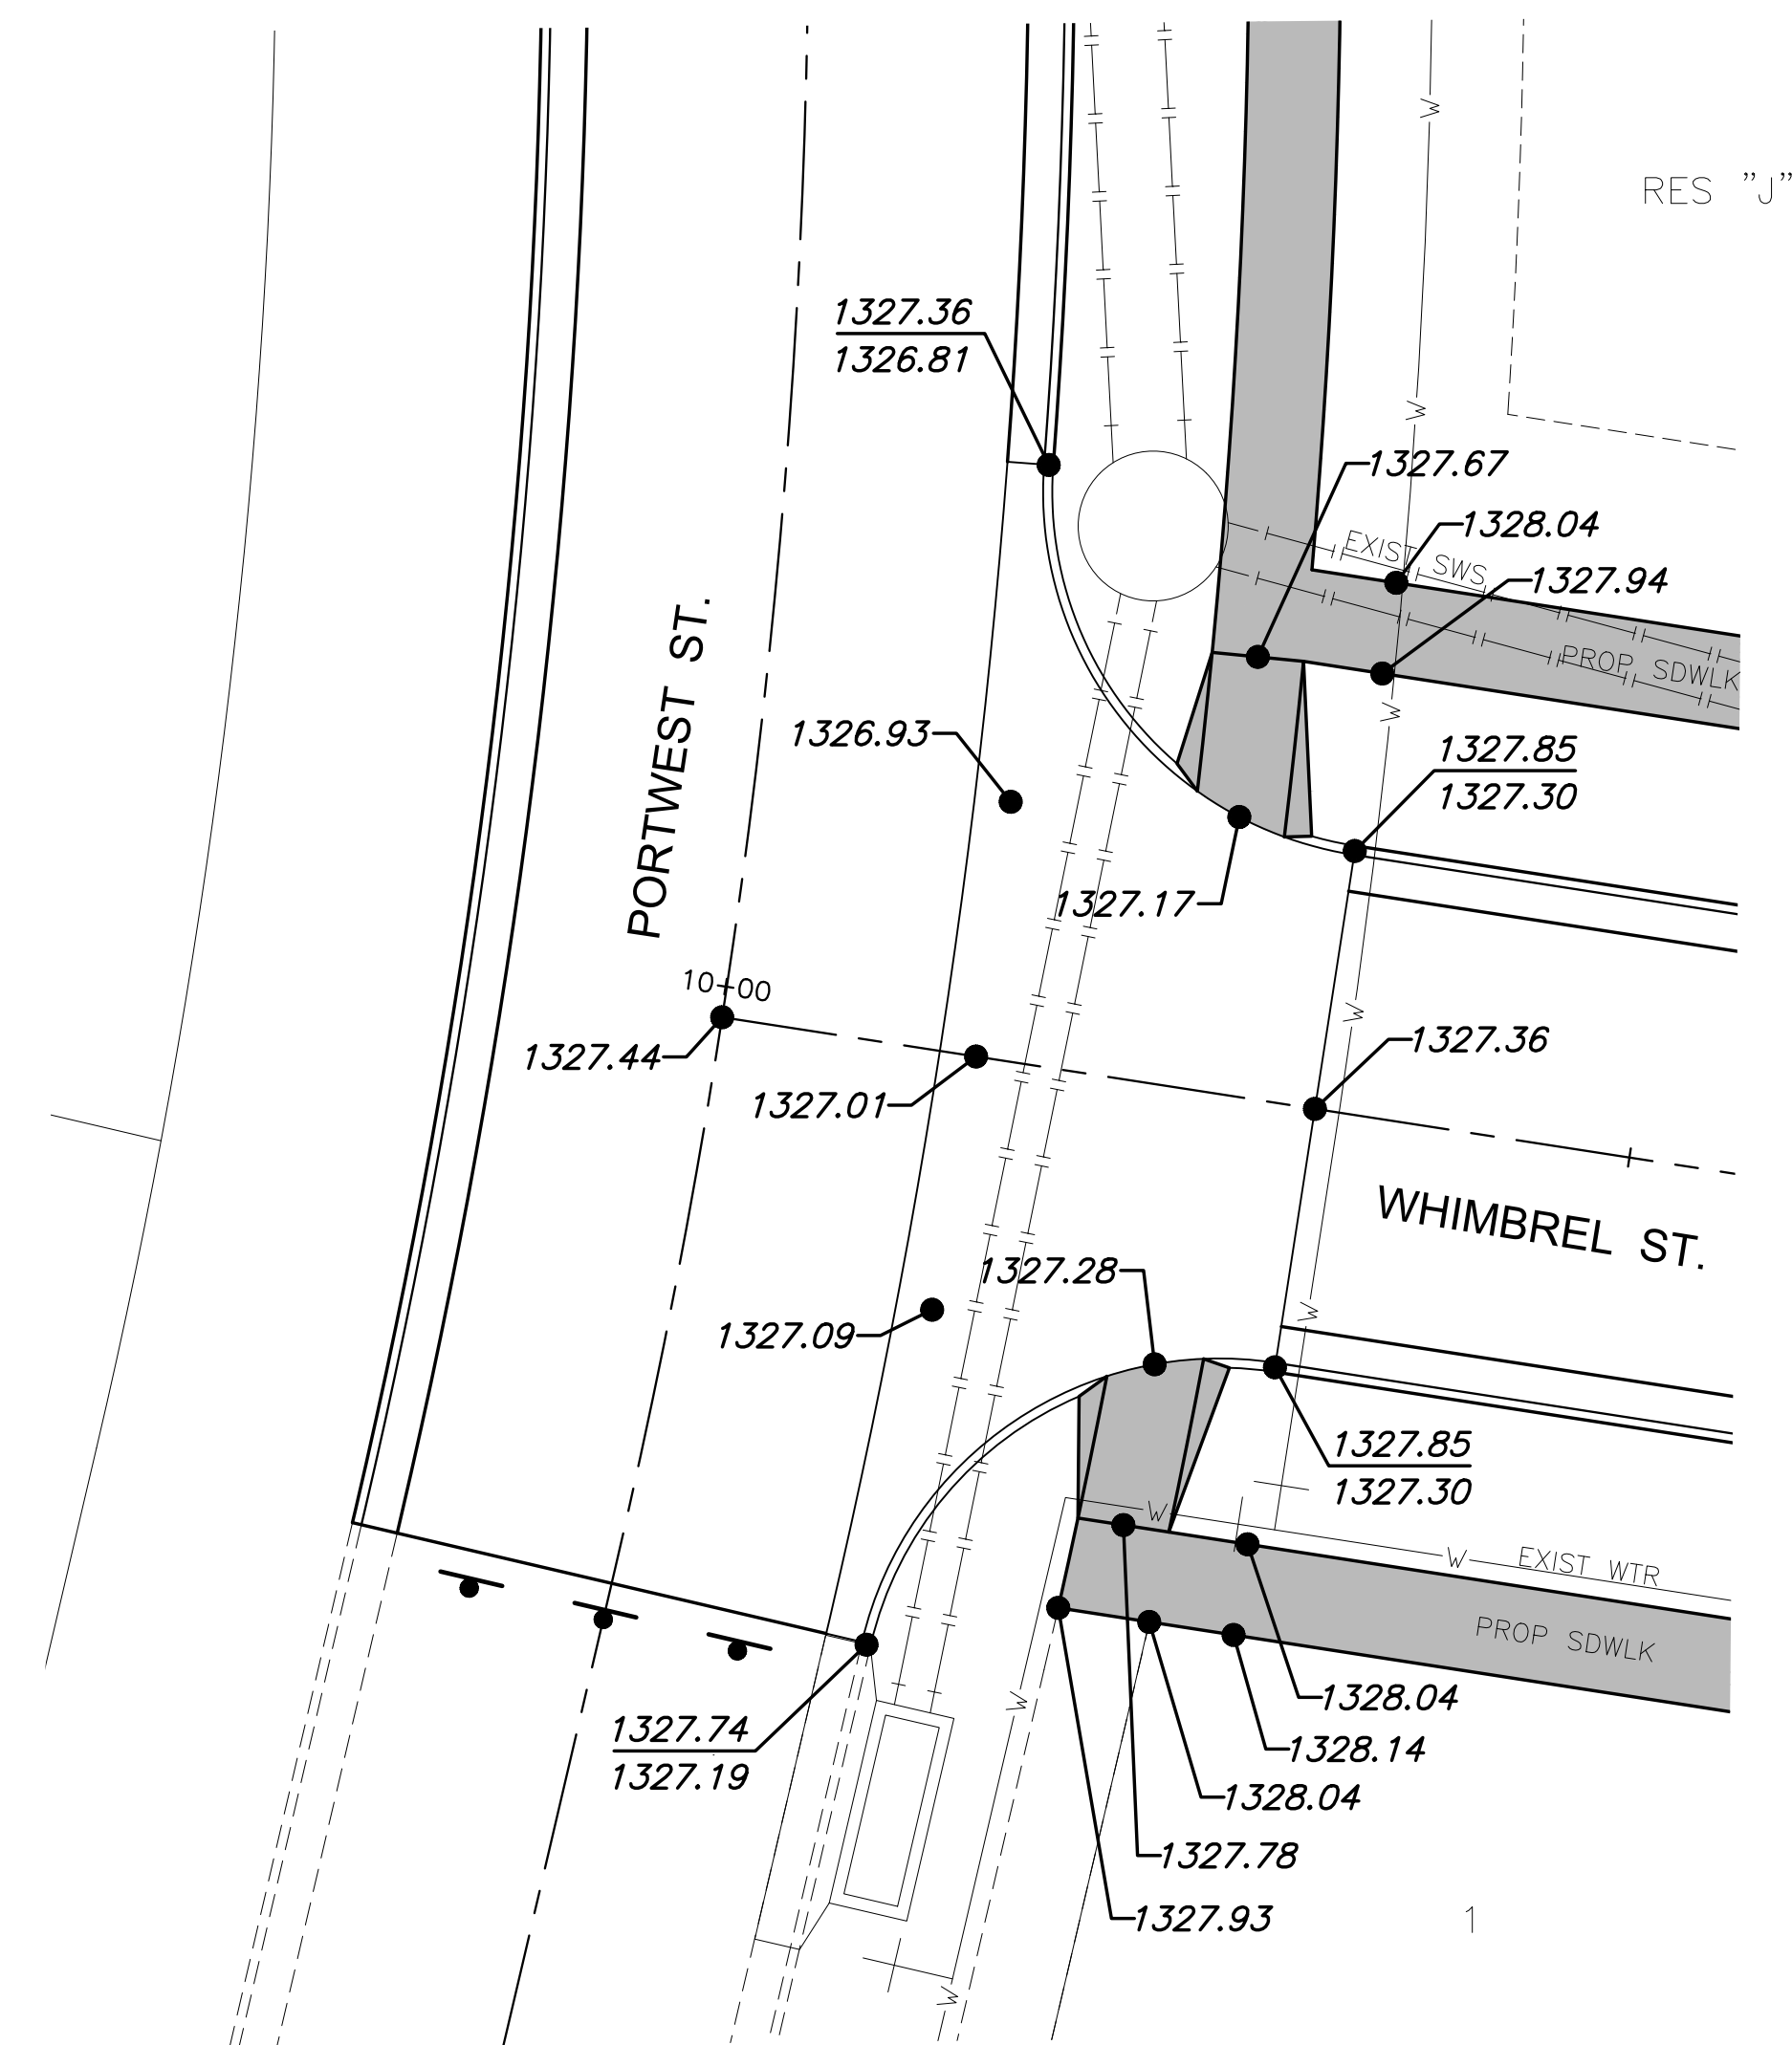 RES "J"
1327.36
1326.81
1327.67
1328.04
EXIST SWS
1327.94
PROP SDWLK
PORTWEST ST.
1326.93
1327.85
1327.30
1327.17
10+00
1327.44
1327.01
1327.36
WHIMBREL ST.
1327.28
1327.09
1327.85
1327.30
EXIST WTR
PROP SDWLK
1328.04
1327.74
1327.19
1328.14
1328.04
1327.78
1327.93
1
W
W
W
W
W
W
W
W
W